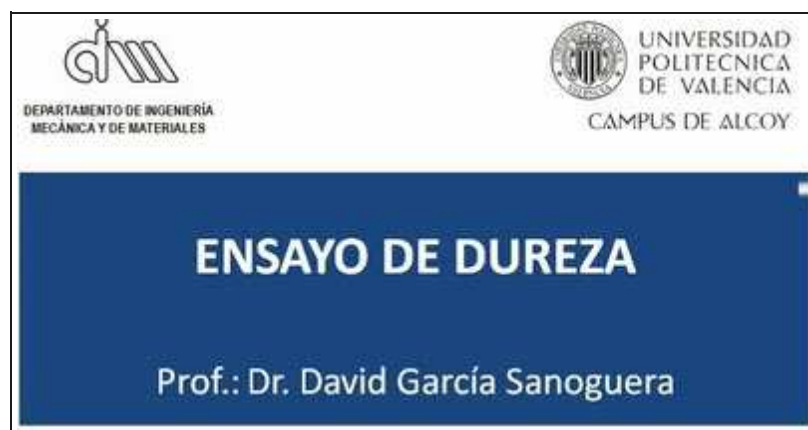 dim
DEPARTAMENTO DE INGENIERÍA
MECÁNICA Y DE MATERIALES
UNIVERSIDAD
POLITECNICA
DE VALENCIA
CAMPUS DE ALCOY
ENSAYO DE DUREZA
Prof.: Dr. David García Sanoguera